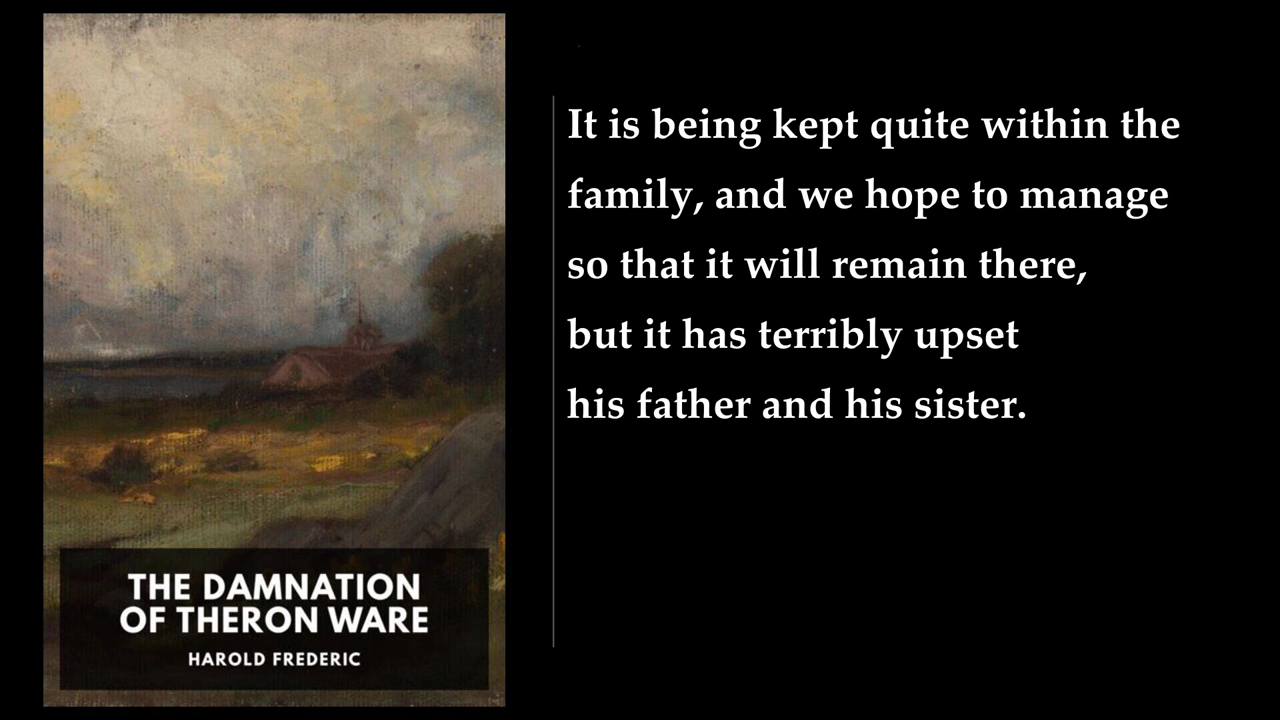 It is being kept quite within the
family, and we hope to manage
so that it will remain there,
but it has terribly upset
his father and his sister.
THE DAMNATION
OF THERON WARE
HAROLD FREDERIC